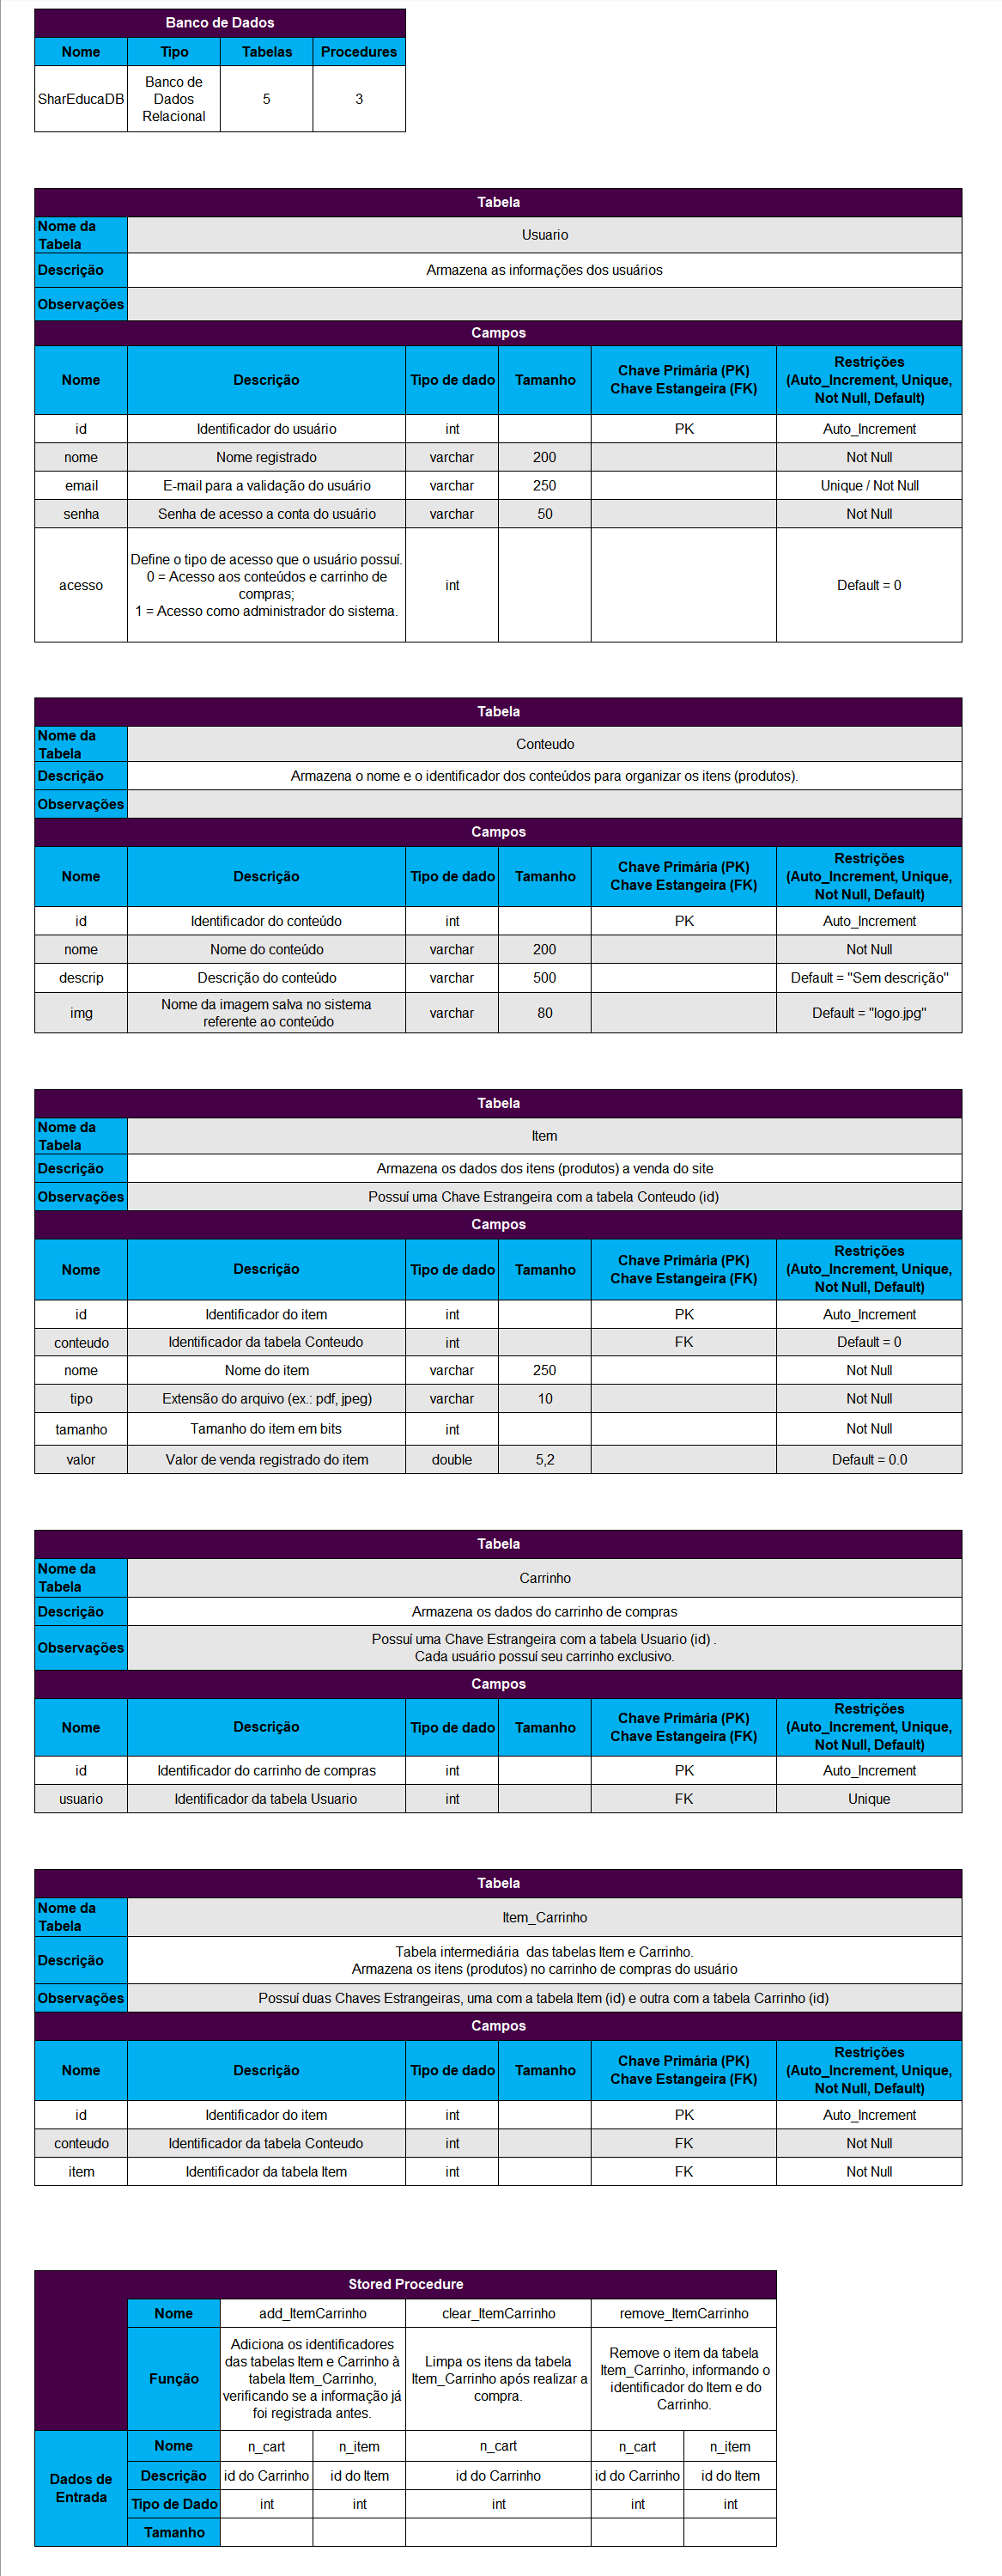 Banco de Dados
Nome Tipo Tabelas Procedures
SharEducaDB Banco de Dados Relacional 5 3
Tabela
Nome da Tabela Usuario
Descrição Armazena as informações dos usuários
Observações
Campos
Nome Descrição Tipo de dado Tamanho Chave Primária (PK) Chave Estangeira (FK) Restrições (Auto_Increment, Unique, Not Null, Default)
id Identificador do usuário int PK Auto_Increment
nome Nome registrado varchar 200 Not Null
email E-mail para a validação do usuário varchar 250 Unique / Not Null
senha Senha de acesso a conta do usuário varchar 50 Not Null
acesso Define o tipo de acesso que o usuário possuí. 0 = Acesso aos conteúdos e carrinho de compras; 1 = Acesso como administrador do sistema. int Default = 0
Tabela
Nome da Tabela Conteudo
Descrição Armazena o nome e o identificador dos conteúdos para organizar os itens (produtos).
Observações
Campos
Nome Descrição Tipo de dado Tamanho Chave Primária (PK) Chave Estangeira (FK) Restrições (Auto_Increment, Unique, Not Null, Default)
id Identificador do conteúdo int PK Auto_Increment
nome Nome do conteúdo varchar 200 Not Null
descrip Descrição do conteúdo varchar 500 Default = "Sem descrição"
img Nome da imagem salva no sistema referente ao conteúdo varchar 80 Default = "logo.jpg"
Tabela
Nome da Tabela Item
Descrição Armazena os dados dos itens (produtos) a venda do site
Observações Possuí uma Chave Estrangeira com a tabela Conteudo (id)
Campos
Nome Descrição Tipo de dado Tamanho Chave Primária (PK) Chave Estangeira (FK) Restrições (Auto_Increment, Unique, Not Null, Default)
id Identificador do item int PK Auto_Increment
conteudo Identificador da tabela Conteudo int FK Default = 0
nome Nome do item varchar 250 Not Null
tipo Extensão do arquivo (ex.: pdf, jpeg) varchar 10 Not Null
tamanho Tamanho do item em bits int Not Null
valor Valor de venda registrado do item double 5,2 Default = 0.0
Tabela
Nome da Tabela Carrinho
Descrição Armazena os dados do carrinho de compras
Observações Possuí uma Chave Estrangeira com a tabela Usuario (id) . Cada usuário possuí seu carrinho exclusivo.
Campos
Nome Descrição Tipo de dado Tamanho Chave Primária (PK) Chave Estangeira (FK) Restrições (Auto_Increment, Unique, Not Null, Default)
id Identificador do carrinho de compras int PK Auto_Increment
usuario Identificador da tabela Usuario int FK Unique
Tabela
Nome da Tabela Item_Carrinho
Descrição Tabela intermediária das tabelas Item e Carrinho. Armazena os itens (produtos) no carrinho de compras do usuário
Observações Possuí duas Chaves Estrangeiras, uma com a tabela Item (id) e outra com a tabela Carrinho (id)
Campos
Nome Descrição Tipo de dado Tamanho Chave Primária (PK) Chave Estangeira (FK) Restrições (Auto_Increment, Unique, Not Null, Default)
id Identificador do item int PK Auto_Increment
conteudo Identificador da tabela Conteudo int FK Not Null
item Identificador da tabela Item int FK Not Null
Stored Procedure
Nome add_ItemCarrinho clear_ItemCarrinho remove_ItemCarrinho
Função Adiciona os identificadores das tabelas Item e Carrinho à tabela Item_Carrinho, verificando se a informação já foi registrada antes. Limpa os itens da tabela Item_Carrinho após realizar a compra. Remove o item da tabela Item_Carrinho, informando o identificador do Item e do Carrinho.
Dados de Entrada
Nome n_cart n_item n_cart n_cart n_item
Descrição id do Carrinho id do Item id do Carrinho id do Carrinho id do Item
Tipo de Dado int int int int int
Tamanho